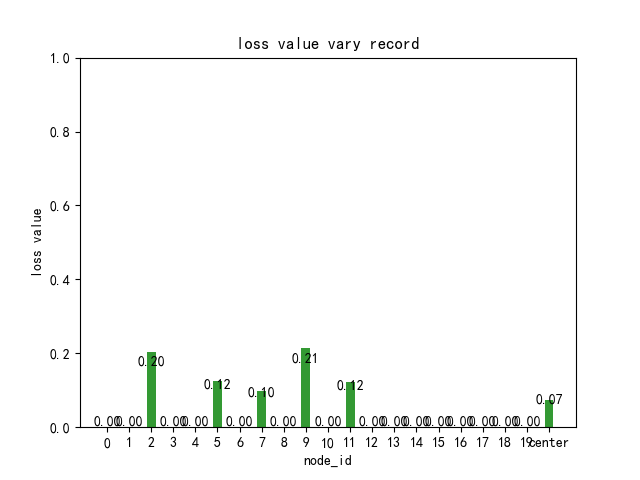 loss value vary record
1.0
0.8
0.6
0.4
0.2
0.0
loss value
0.00 0.00 0.20 0.00 0.00 0.12 0.00 0.10 0.00 0.21 0.00 0.12 0.00 0.00 0.00 0.00 0.00 0.00 0.00 0.00 0.07
0 1 2 3 4 5 6 7 8 9 10 11 12 13 14 15 16 17 18 19 center
node_id